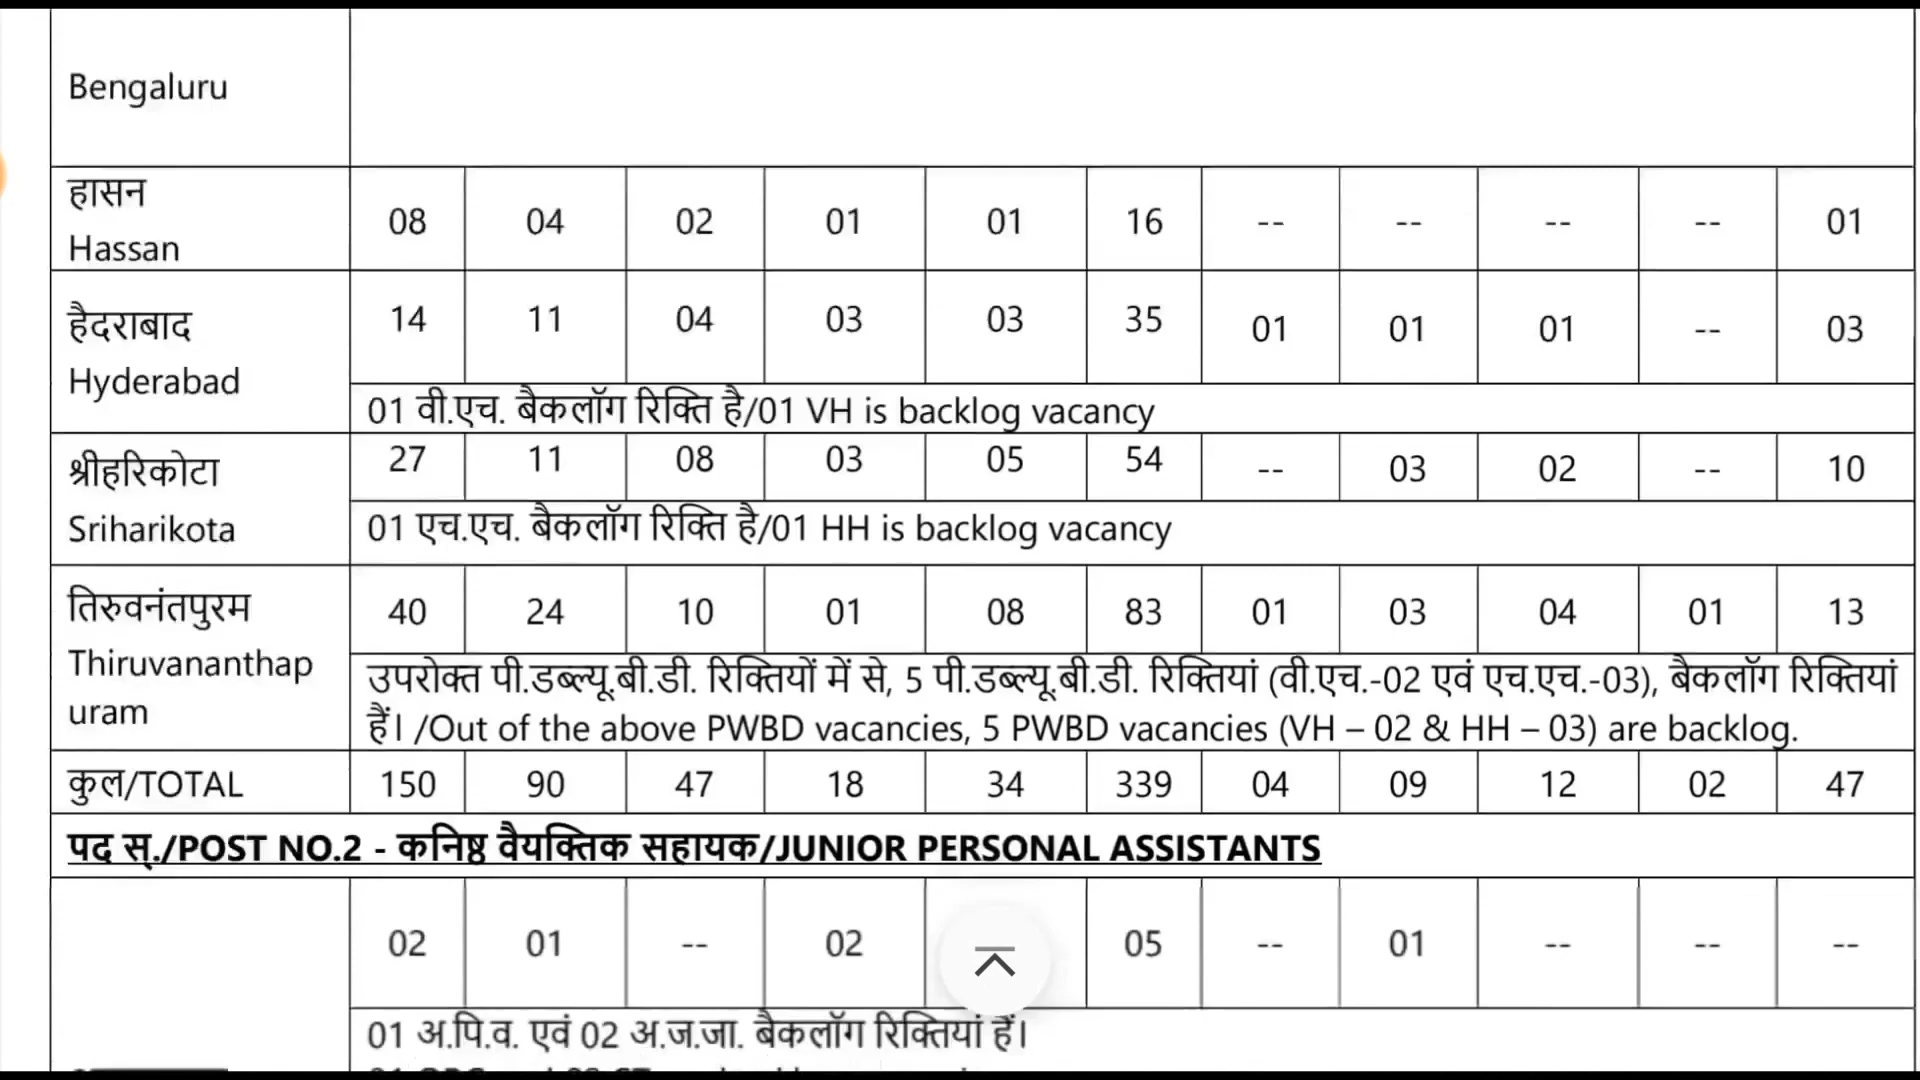 Bengaluru
हासन
Hassan
08 04 02 01 01 16 -- -- -- -- 01
हैदराबाद
Hyderabad
14 11 04 03 03 35 01 01 01 -- 03
01 वी.एच. बैकलॉग रिक्ति है/01 VH is backlog vacancy
श्रीहरिकोटा
Sriharikota
27 11 08 03 05 54 -- 03 02 -- 10
01 एच.एच. बैकलॉग रिक्ति है/01 HH is backlog vacancy
तिरुवनंतपुरम
Thiruvananthap
uram
40 24 10 01 08 83 01 03 04 01 13
उपरोक्त पी.डब्ल्यू.बी.डी. रिक्तियों में से, 5 पी.डब्ल्यू.बी.डी. रिक्तियां (वी.एच.-02 एवं एच.एच.-03), बैकलॉग रिक्तियां
हैं। /Out of the above PWBD vacancies, 5 PWBD vacancies (VH – 02 & HH – 03) are backlog.
कुल/TOTAL 150 90 47 18 34 339 04 09 12 02 47
पद स्./POST NO.2 - कनिष्ठ वैयक्तिक सहायक/JUNIOR PERSONAL ASSISTANTS
02 01 -- 02 05 -- 01 -- -- --
01 अ.पि.व. एवं 02 अ.ज.जा. बैकलॉग रिक्तियां हैं।